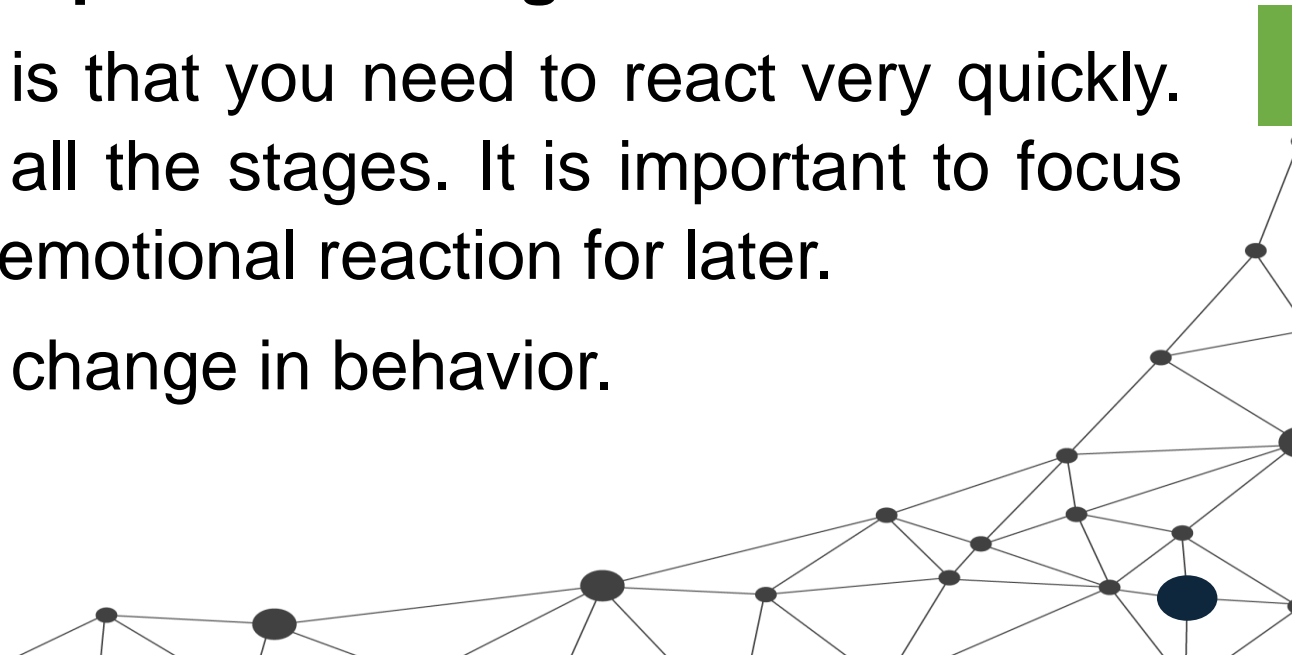 is that you need to react very quickly.
all the stages. It is important to focus
emotional reaction for later.
change in behavior.